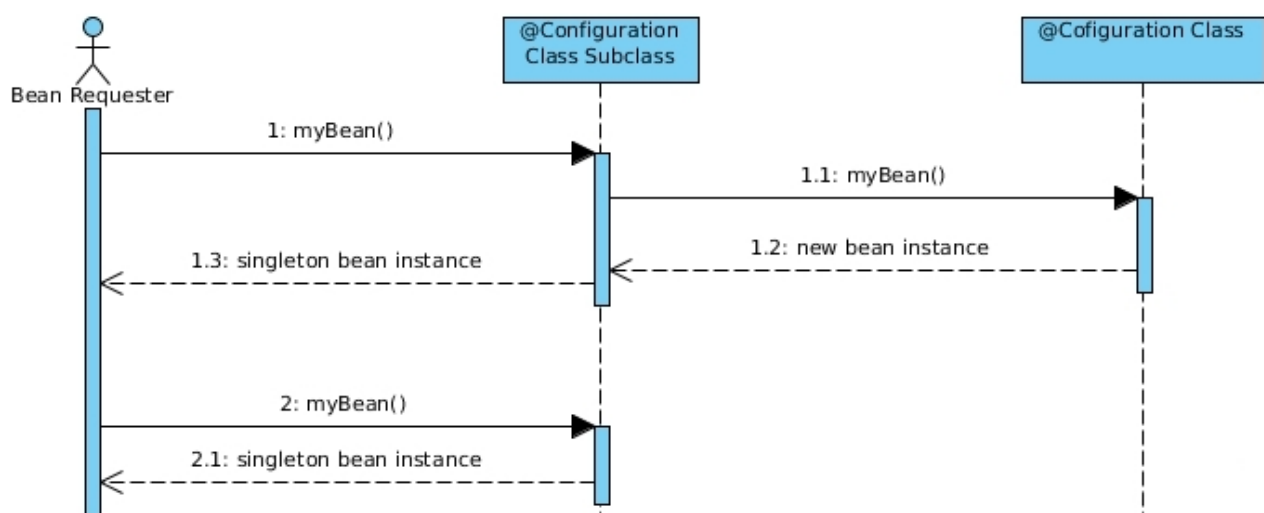 @Configuration
Class Subclass
@Cofiguration Class
Bean Requester
1: myBean()
1.1: myBean()
1.2: new bean instance
1.3: singleton bean instance
2: myBean()
2.1: singleton bean instance